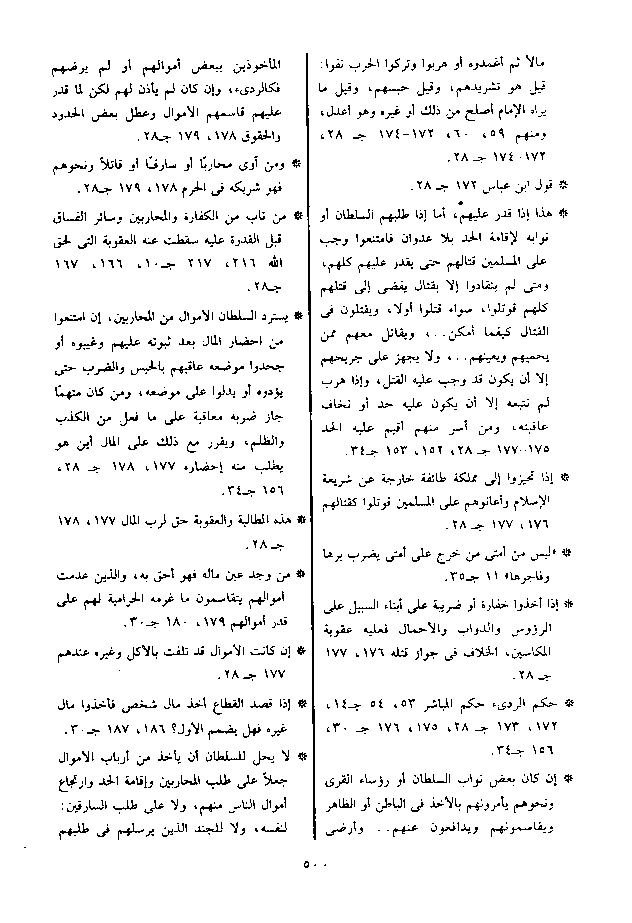 مالاً ثم أغمدوه أو هربوا وتركوا الحرب نفوا:
قيل هو تشريدهم، وقيل حبسهم، وقيل ما
يراه الإمام أصلح من ذلك أو غيره وهو أعدل،
ومنهم ٥٩، ٦٠، ١٧٢-١٧٤ جـ ٢٨،
١٧٢-١٧٤ جـ ٢٨.
* قول ابن عباس ١٧٢ جـ ٢٨.
* هذا إذا قدر عليهم، أما إذا طلبهم السلطان أو
نوابه لإقامة الحد بلا عدوان فامتنعوا وجب
على المسلمين قتالهم حتى يقدر عليهم كلهم،
ومتى لم ينقادوا إلا بقتال يفضى إلى قتلهم
كلهم قوتلوا، سواء قتلوا أولا، ويقتلون فى
القتال كيفما أمكن.. ويقاتل معهم ممن
يحميهم ويعينهم.. ولا يجهز على جريحهم
إلا أن يكون قد وجب عليه القتل، وإذا هرب
لم نتبعه إلا أن يكون عليه حد أو نخاف
عاقبته، ومن أسر منهم أقيم عليه الحد
١٧٥-١٧٧ جـ ٢٨، ١٥٢، ١٥٣ جـ٣٤.
* إذا تحيزوا إلى مملكة طائفة خارجة عن شريعة
الإسلام وأعانوهم على المسلمين قوتلوا كقتالهم
١٧٦، ١٧٧ جـ ٢٨.
* «ليس من أمتى من خرج على أمتى يضرب برها
وفاجرها» ١١ جـ٣٥.
* إذا أخذوا خفارة أو ضريبة على أبناء السبيل على
الرؤوس والدواب والأحمال فعليه عقوبة
المكاسين، الخلاف فى جواز قتله ١٧٦، ١٧٧
جـ ٢٨.
* حكم الردىء حكم المباشر ٥٣، ٥٤ جـ١٤،
١٧٢، ١٧٣ جـ ٢٨، ١٧٥، ١٧٦ جـ ٣٠،
١٥٦ جـ٣٤.
* إن كان بعض نواب السلطان أو رؤساء القرى
ونحوهم يأمرونهم بالأخذ فى الباطن أو الظاهر
ويقاسمونهم ويدافعون عنهم.. وأرضى
المأخوذين ببعض أموالهم أو لم يرضهم
فكالردىء، وإن كان لم يأذن لهم لكن لما قدر
عليهم قاسمهم الأموال وعطل بعض الحدود
والحقوق ١٧٨، ١٧٩ جـ٢٨.
* ومن آوى محاربًا أو سارقًا أو قاتلاً ونحوهم
فهو شريكه فى الجرم ١٧٨، ١٧٩ جـ٢٨.
* من تاب من الكفارة والمحاربين وسائر الفساق
قبل القدرة عليه سقطت عنه العقوبة التى لحق
الله ٢١٦، ٢١٧ جـ١٠، ١٦٦، ١٦٧
جـ٢٨.
* يسترد السلطان الأموال من المحاربين، إن امتنعوا
من احضار المال بعد ثبوته عليهم وغيبوه أو
جحدوا موضعه عاقبهم بالحبس والضرب حتى
يؤدوه أو يدلوا على موضعه، ومن كان متهمًا
جاز ضربه معاقبة على ما فعل من الكذب
والظلم، ويقرر مع ذلك على المال أين هو
يطلب منه إحضاره ١٧٧، ١٧٨ جـ ٢٨،
١٥٦ جـ٣٤.
* هذه المطالبة والعقوبة حق لرب المال ١٧٧، ١٧٨
جـ ٢٨.
* من وجد عين ماله فهو أحق به، والذين عدمت
أموالهم يتقاسمون ما غرمه الحرامية لهم على
قدر أموالهم ١٧٩، ١٨٠ جـ٣٠.
* إن كانت الأموال قد تلفت بالأكل وغيره عندهم
١٧٧ جـ ٢٨.
* إذا قصد القطاع أخذ مال شخص فأخذوا مال
غيره فهل يضمم الأول؟ ١٨٦، ١٨٧ جـ٣٠.
* لا يحل للسلطان أن يأخذ من أرباب الأموال
جعلاً على طلب المحاربين وإقامة الحد وارتجاع
أموال الناس منهم، ولا على طلب السارقين:
لنفسه، ولا للجند الذين يرسلهم فى طلبهم
٥٠٠